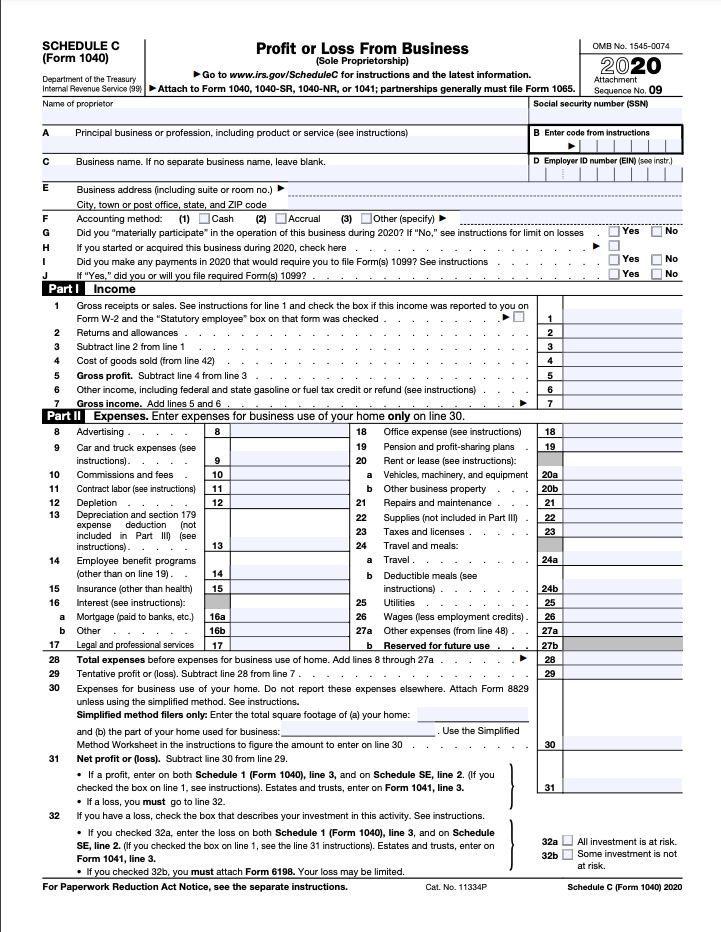 SCHEDULE C
(Form 1040)
Department of the Treasury
Internal Revenue Service (99)
Profit or Loss From Business
(Sole Proprietorship)
▶ Go to www.irs.gov/ScheduleC for instructions and the latest information.
▶ Attach to Form 1040, 1040-SR, 1040-NR, or 1041; partnerships generally must file Form 1065.
OMB No. 1545-0074
2020
Attachment
Sequence No. 09
Name of proprietor
Social security number (SSN)
A Principal business or profession, including product or service (see instructions)
B Enter code from instructions
▶
C Business name. If no separate business name, leave blank.
D Employer ID number (EIN) (see instr.)
E Business address (including suite or room no.) ▶
City, town or post office, state, and ZIP code
F Accounting method: (1) Cash (2) Accrual (3) Other (specify) ▶
G Did you “materially participate” in the operation of this business during 2020? If “No,” see instructions for limit on losses . Yes No
H If you started or acquired this business during 2020, check here . . . . . . . . . . . . . . . . . ▶
I Did you make any payments in 2020 that would require you to file Form(s) 1099? See instructions . . . . . . . . Yes No
J If “Yes,” did you or will you file required Form(s) 1099? . . . . . . . . . . . . . . . . . . . . . Yes No
Part I Income
1 Gross receipts or sales. See instructions for line 1 and check the box if this income was reported to you on
Form W-2 and the “Statutory employee” box on that form was checked . . . . . . . . . ▶ 1
2 Returns and allowances . . . . . . . . . . . . . . . . . . . . . . . . 2
3 Subtract line 2 from line 1 . . . . . . . . . . . . . . . . . . . . . . . . 3
4 Cost of goods sold (from line 42) . . . . . . . . . . . . . . . . . . . . . . 4
5 Gross profit. Subtract line 4 from line 3 . . . . . . . . . . . . . . . . . . . . 5
6 Other income, including federal and state gasoline or fuel tax credit or refund (see instructions) . . . . 6
7 Gross income. Add lines 5 and 6 . . . . . . . . . . . . . . . . . . . . . ▶ 7
Part II Expenses. Enter expenses for business use of your home only on line 30.
8 Advertising . . . . . 8
9 Car and truck expenses (see
instructions) . . . . . 9
10 Commissions and fees . 10
11 Contract labor (see instructions) 11
12 Depletion . . . . . 12
13 Depreciation and section 179
expense deduction (not
included in Part III) (see
instructions) . . . . . 13
14 Employee benefit programs
(other than on line 19) . . 14
15 Insurance (other than health) 15
16 Interest (see instructions):
a Mortgage (paid to banks, etc.) 16a
b Other . . . . . . 16b
17 Legal and professional services 17
18 Office expense (see instructions) 18
19 Pension and profit-sharing plans . 19
20 Rent or lease (see instructions):
a Vehicles, machinery, and equipment 20a
b Other business property . . . 20b
21 Repairs and maintenance . . . 21
22 Supplies (not included in Part III) . 22
23 Taxes and licenses . . . . . 23
24 Travel and meals:
a Travel . . . . . . . . . 24a
b Deductible meals (see
instructions) . . . . . . . 24b
25 Utilities . . . . . . . . 25
26 Wages (less employment credits) . 26
27a Other expenses (from line 48) . . 27a
b Reserved for future use . . . 27b
28 Total expenses before expenses for business use of home. Add lines 8 through 27a . . . . . . . ▶ 28
29 Tentative profit or (loss). Subtract line 28 from line 7 . . . . . . . . . . . . . . . . . 29
30 Expenses for business use of your home. Do not report these expenses elsewhere. Attach Form 8829
unless using the simplified method. See instructions.
Simplified method filers only: Enter the total square footage of (a) your home:
and (b) the part of your home used for business: . Use the Simplified
Method Worksheet in the instructions to figure the amount to enter on line 30 . . . . . . . . . 30
31 Net profit or (loss). Subtract line 30 from line 29.
• If a profit, enter on both Schedule 1 (Form 1040), line 3, and on Schedule SE, line 2. (If you
checked the box on line 1, see instructions). Estates and trusts, enter on Form 1041, line 3. 31
• If a loss, you must go to line 32.
32 If you have a loss, check the box that describes your investment in this activity. See instructions.
• If you checked 32a, enter the loss on both Schedule 1 (Form 1040), line 3, and on Schedule
SE, line 2. (If you checked the box on line 1, see the line 31 instructions). Estates and trusts, enter on
Form 1041, line 3.
• If you checked 32b, you must attach Form 6198. Your loss may be limited.
32a All investment is at risk.
32b Some investment is not
at risk.
For Paperwork Reduction Act Notice, see the separate instructions. Cat. No. 11334P Schedule C (Form 1040) 2020